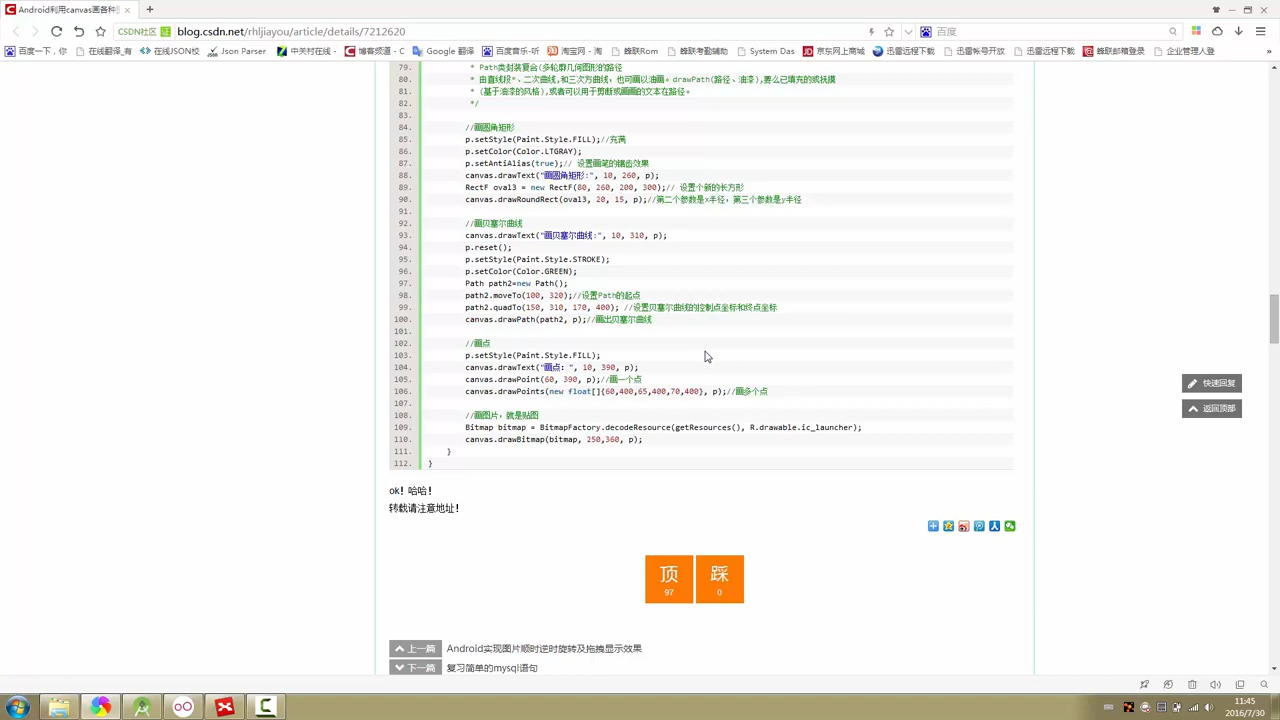 Android利用canvas画各种图
CSDN社区 blog.csdn.net/rhljiayou/article/details/7212620
百度
百度一下，你 在线翻译_有 在线JSON校 Json Parser 中关村在线 - 博客频道 - C Google 翻译 百度音乐-听 淘宝网 - 淘 蜂联Rom 蜂联考勤辅助 System Das 京东网上商城 迅雷远程下载 迅雷帐号开放 迅雷远程下载 蜂联邮箱登录 企业管理人登
79. * Path类封装复合(多轮廓几何图形的路径
80. * 由直线段*、二次曲线,和三次方曲线，也可画以油画。drawPath(路径、油漆),要么已填充的或抚摸
81. * (基于油漆的风格),或者可以用于剪断或画画的文本在路径。
82. */
83.
84. //画圆角矩形
85. p.setStyle(Paint.Style.FILL);//充满
86. p.setColor(Color.LTGRAY);
87. p.setAntiAlias(true);// 设置画笔的锯齿效果
88. canvas.drawText("画圆角矩形:", 10, 260, p);
89. RectF oval3 = new RectF(80, 260, 200, 300);// 设置个新的长方形
90. canvas.drawRoundRect(oval3, 20, 15, p);//第二个参数是x半径，第三个参数是y半径
91.
92. //画贝塞尔曲线
93. canvas.drawText("画贝塞尔曲线:", 10, 310, p);
94. p.reset();
95. p.setStyle(Paint.Style.STROKE);
96. p.setColor(Color.GREEN);
97. Path path2=new Path();
98. path2.moveTo(100, 320);//设置Path的起点
99. path2.quadTo(150, 310, 170, 400); //设置贝塞尔曲线的控制点坐标和终点坐标
100. canvas.drawPath(path2, p);//画出贝塞尔曲线
101.
102. //画点
103. p.setStyle(Paint.Style.FILL);
104. canvas.drawText("画点：", 10, 390, p);
105. canvas.drawPoint(60, 390, p);//画一个点
106. canvas.drawPoints(new float[]{60,400,65,400,70,400}, p);//画多个点
107.
108. //画图片，就是贴图
109. Bitmap bitmap = BitmapFactory.decodeResource(getResources(), R.drawable.ic_launcher);
110. canvas.drawBitmap(bitmap, 250,360, p);
111. }
112. }
快速回复
返回顶部
ok！哈哈！
转载请注意地址！
顶 踩
97 0
上一篇 Android实现图片顺时逆时旋转及拖拽显示效果
下一篇 复习简单的mysql语句
11:45
2016/7/30